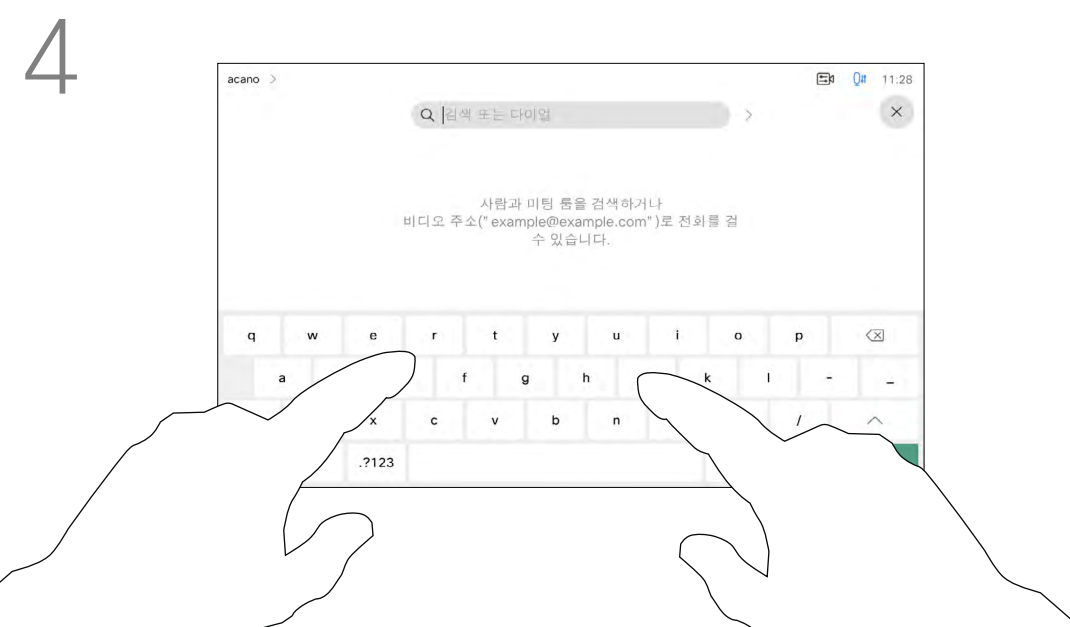 4
acano >
11:28
검색 또는 다이얼
사람과 미팅 룸을 검색하거나
비디오 주소(" example@example.com" )로 전화를 걸
수 있습니다.
q w e r t y u i o p
a f g h k l - _
x c v b n /
.?123